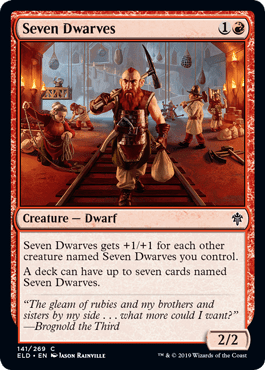 Seven Dwarves 1
Creature — Dwarf
Seven Dwarves gets +1/+1 for each other
creature named Seven Dwarves you control.
A deck can have up to seven cards named
Seven Dwarves.
“The gleam of rubies and my brothers and
sisters by my side . . . what more could I want?”
—Brognold the Third
2/2
141/269 C
ELD • EN JASON RAINVILLE
™ & © 2019 Wizards of the Coast